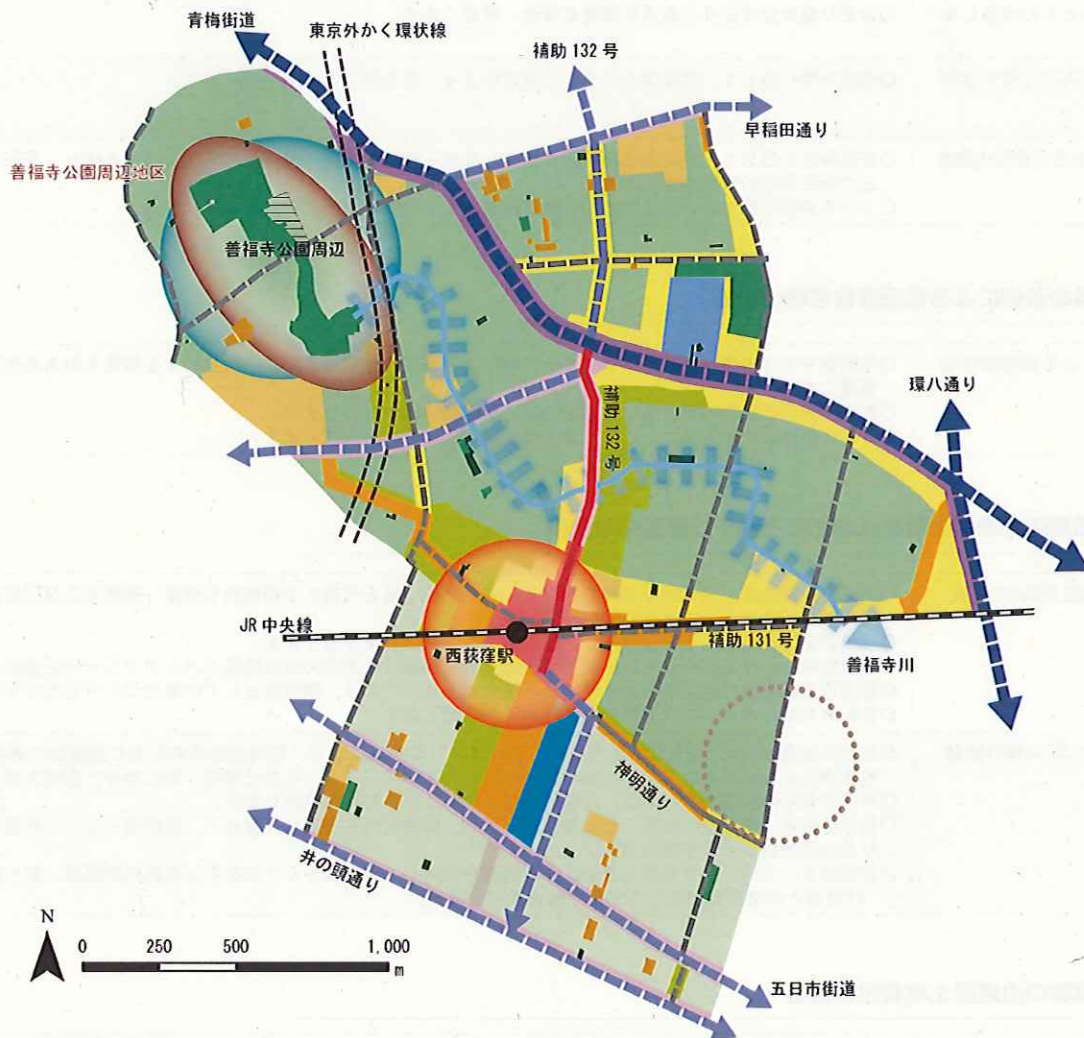 青梅街道
東京外かく環状線
補助132号
早稲田通り
善福寺公園周辺地区
善福寺公園周辺
補助132号
環八通り
JR中央線
西荻窪駅
補助131号
善福寺川
神明通り
井の頭通り
五日市街道
N
0 250 500 1,000
m